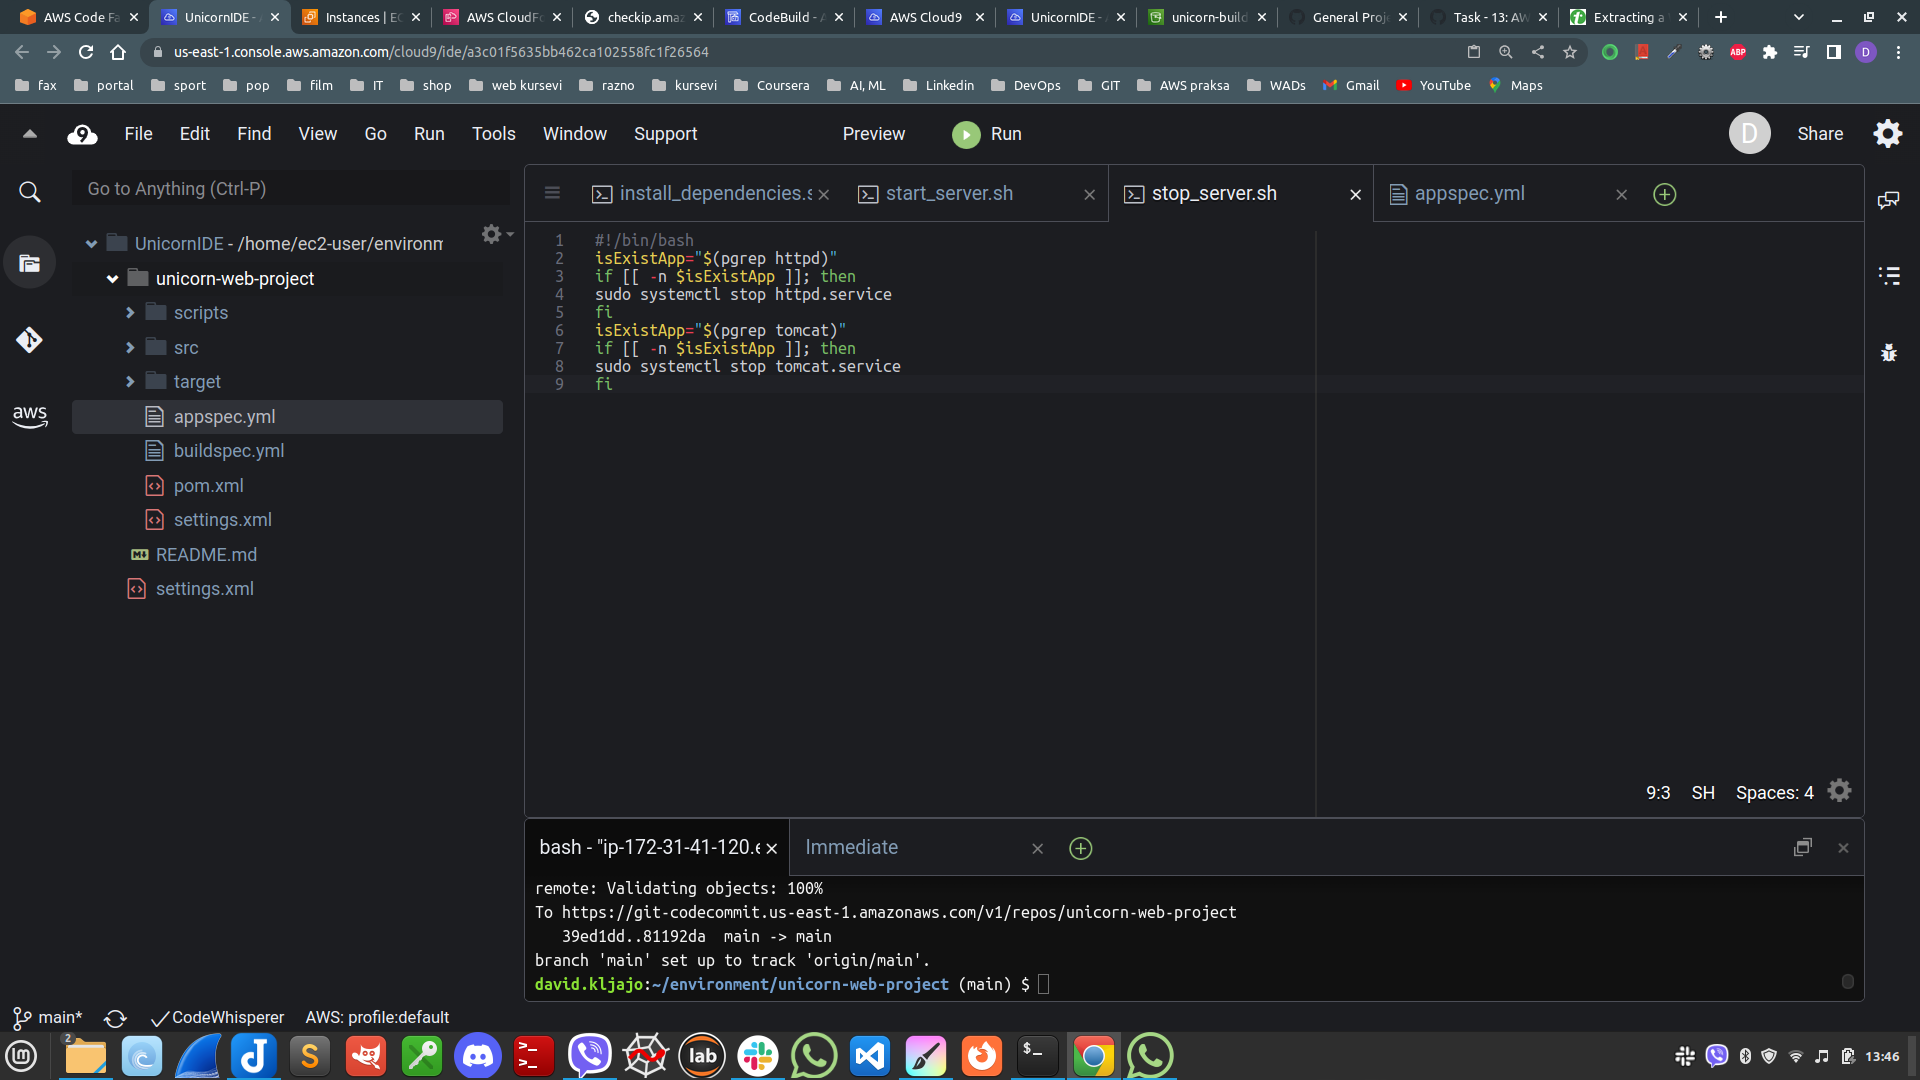 AWS Code Fa
UnicornIDE - A
Instances | EC
AWS CloudFo
checkip.amaz
CodeBuild - A
AWS Cloud9
UnicornIDE - A
unicorn-build
General Proje
Task - 13: AW
Extracting a
us-east-1.console.aws.amazon.com/cloud9/ide/a3c01f5635bb462ca102558fc1f26564
ABP
D
fax
portal
sport
pop
film
IT
shop
web kursevi
razno
kursevi
Coursera
AI, ML
Linkedin
DevOps
GIT
AWS praksa
WADs
Gmail
YouTube
Maps
9
File
Edit
Find
View
Go
Run
Tools
Window
Support
Preview
Run
D
Share
Go to Anything (Ctrl-P)
install_dependencies.s
start_server.sh
stop_server.sh
appspec.yml
UnicornIDE - /home/ec2-user/environm
unicorn-web-project
scripts
src
target
appspec.yml
buildspec.yml
pom.xml
settings.xml
README.md
settings.xml
aws
1 #!/bin/bash
2 isExistApp="$(pgrep httpd)"
3 if [[ -n $isExistApp ]]; then
4 sudo systemctl stop httpd.service
5 fi
6 isExistApp="$(pgrep tomcat)"
7 if [[ -n $isExistApp ]]; then
8 sudo systemctl stop tomcat.service
9 fi
9:3
SH
Spaces: 4
bash - "ip-172-31-41-120.e
Immediate
remote: Validating objects: 100%
To https://git-codecommit.us-east-1.amazonaws.com/v1/repos/unicorn-web-project
39ed1dd..81192da  main -> main
branch 'main' set up to track 'origin/main'.
david.kljajo:~/environment/unicorn-web-project (main) $
main*
CodeWhisperer
AWS: profile:default
2
lab
13:46